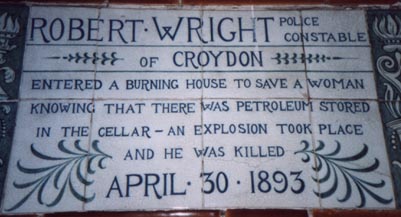 ROBERT · WRIGHT POLICE CONSTABLE
OF CROYDON
ENTERED A BURNING HOUSE TO SAVE A WOMAN
KNOWING THAT THERE WAS PETROLEUM STORED
IN THE CELLAR – AN EXPLOSION TOOK PLACE
AND HE WAS KILLED
APRIL · 30 · 1893